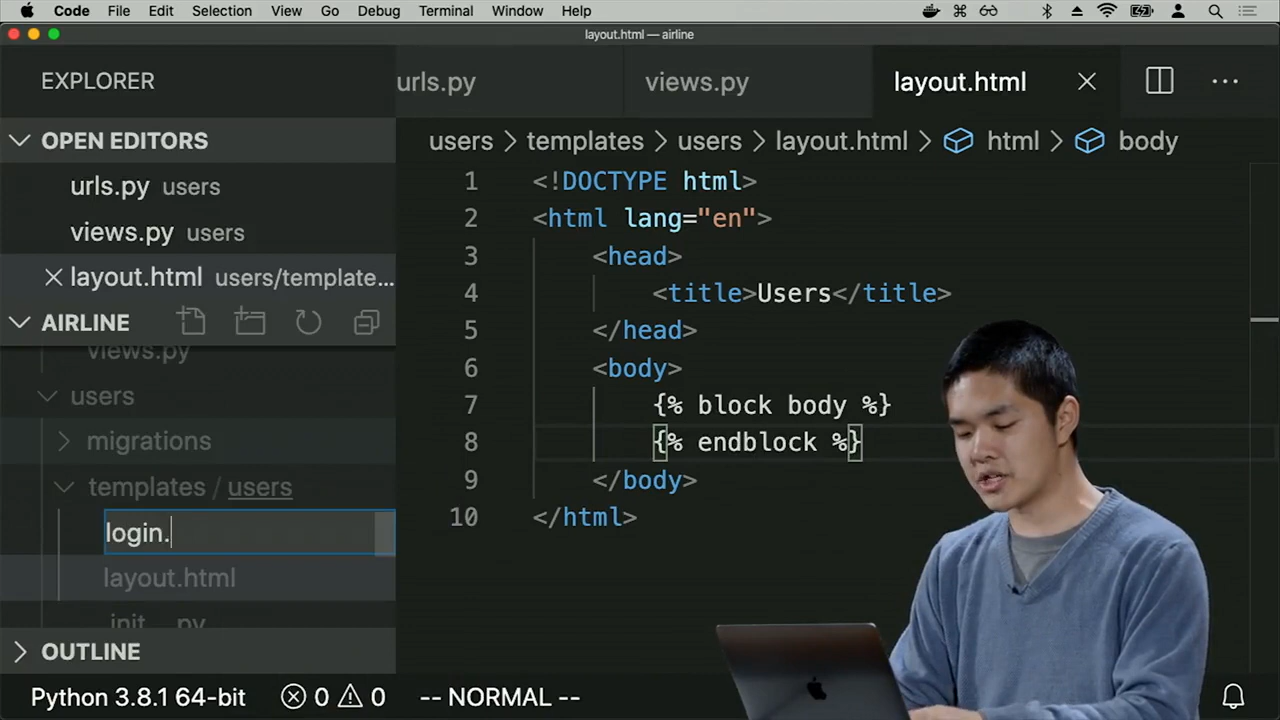 Code File Edit Selection View Go Debug Terminal Window Help
layout.html — airline
EXPLORER
urls.py views.py layout.html
OPEN EDITORS
urls.py users
views.py users
layout.html users/template...
AIRLINE
views.py
users
migrations
templates / users
login.
layout.html
init .py
OUTLINE
users > templates > users > layout.html > html > body
1 <!DOCTYPE html>
2 <html lang="en">
3 <head>
4 <title>Users</title>
5 </head>
6 <body>
7 {% block body %}
8 {% endblock %}
9 </body>
10 </html>
Python 3.8.1 64-bit 0 0 -- NORMAL --